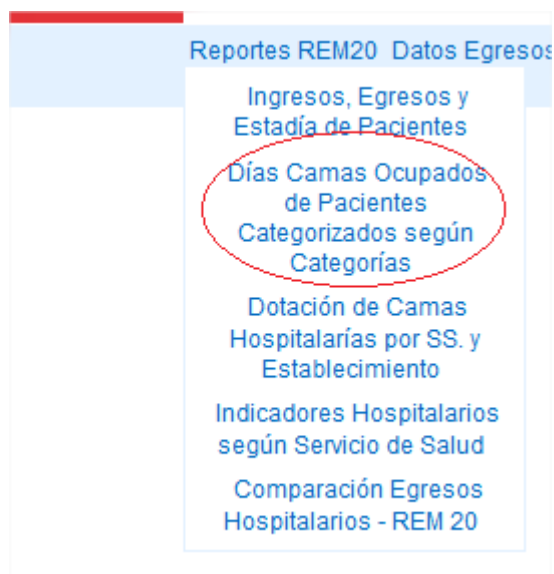 Reportes REM20 Datos Egresos
Ingresos, Egresos y
Estadía de Pacientes
Días Camas Ocupados
de Pacientes
Categorizados según
Categorías
Dotación de Camas
Hospitalarías por SS. y
Establecimiento
Indicadores Hospitalarios
según Servicio de Salud
Comparación Egresos
Hospitalarios - REM 20